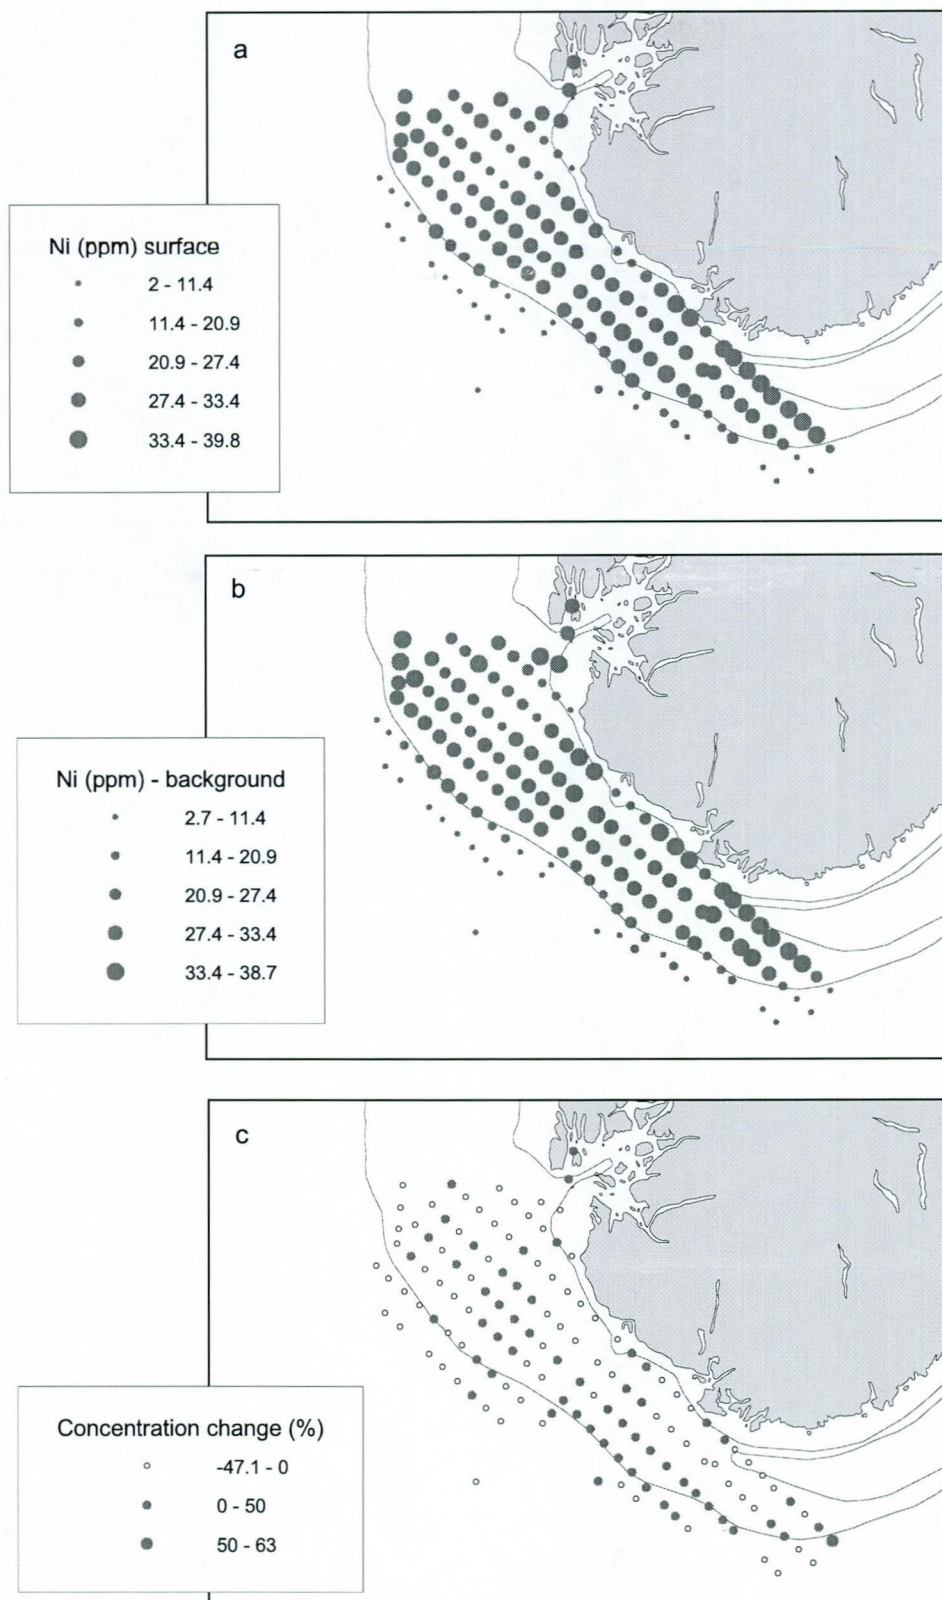 a
Ni (ppm) surface
2 - 11.4
11.4 - 20.9
20.9 - 27.4
27.4 - 33.4
33.4 - 39.8
b
Ni (ppm) - background
2.7 - 11.4
11.4 - 20.9
20.9 - 27.4
27.4 - 33.4
33.4 - 38.7
c
Concentration change (%)
-47.1 - 0
0 - 50
50 - 63